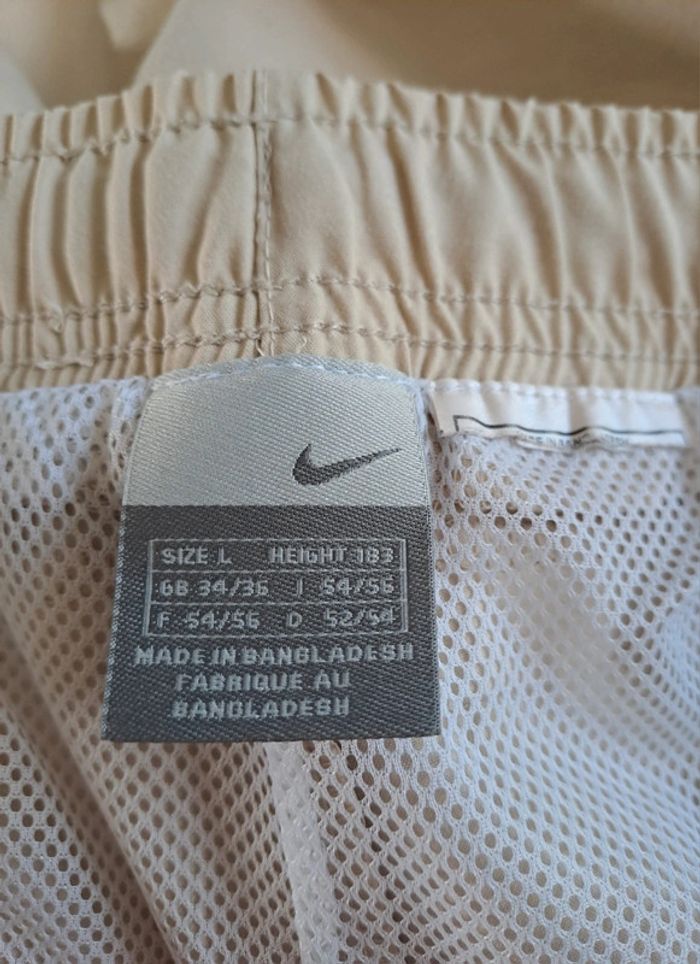 SIZE L HEIGHT 183
GB 34/36 I 54/56
F 54/56 D 52/54
MADE IN BANGLADESH
FABRIQUE AU
BANGLADESH